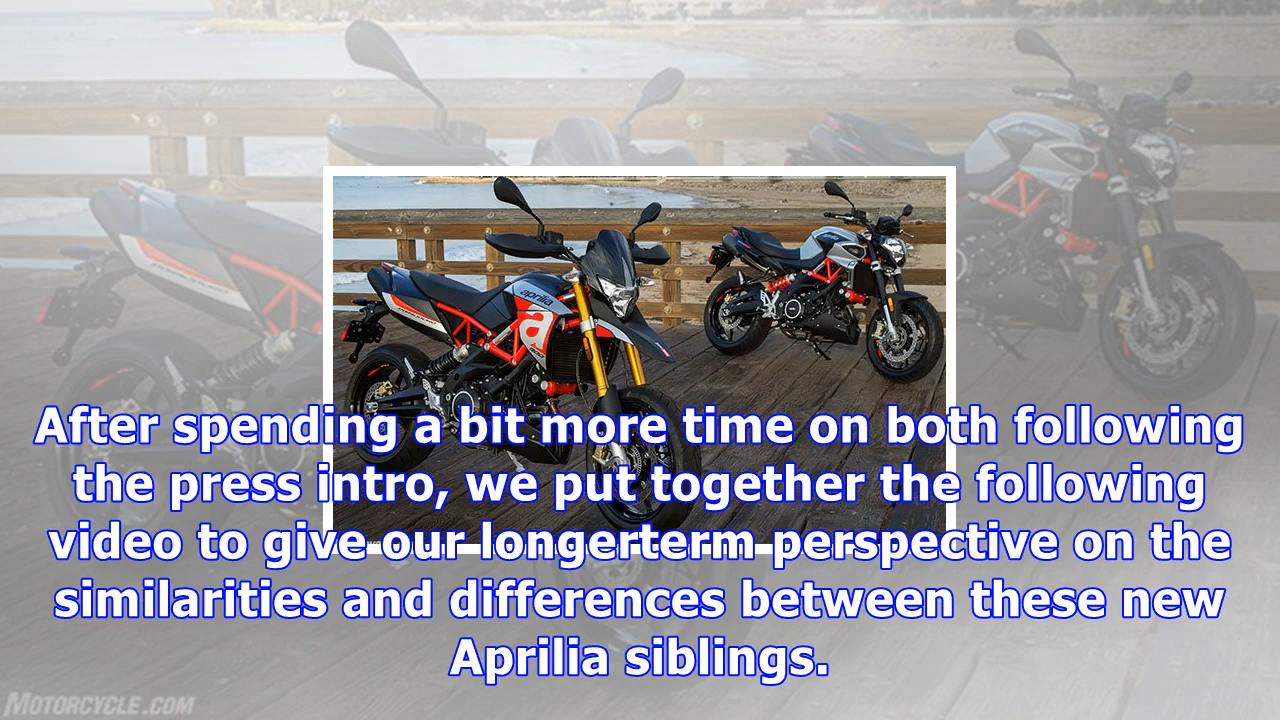 aprilia
a
After spending a bit more time on both following
the press intro, we put together the following
video to give our longerterm perspective on the
similarities and differences between these new
Aprilia siblings.
MOTORCYCLE.COM